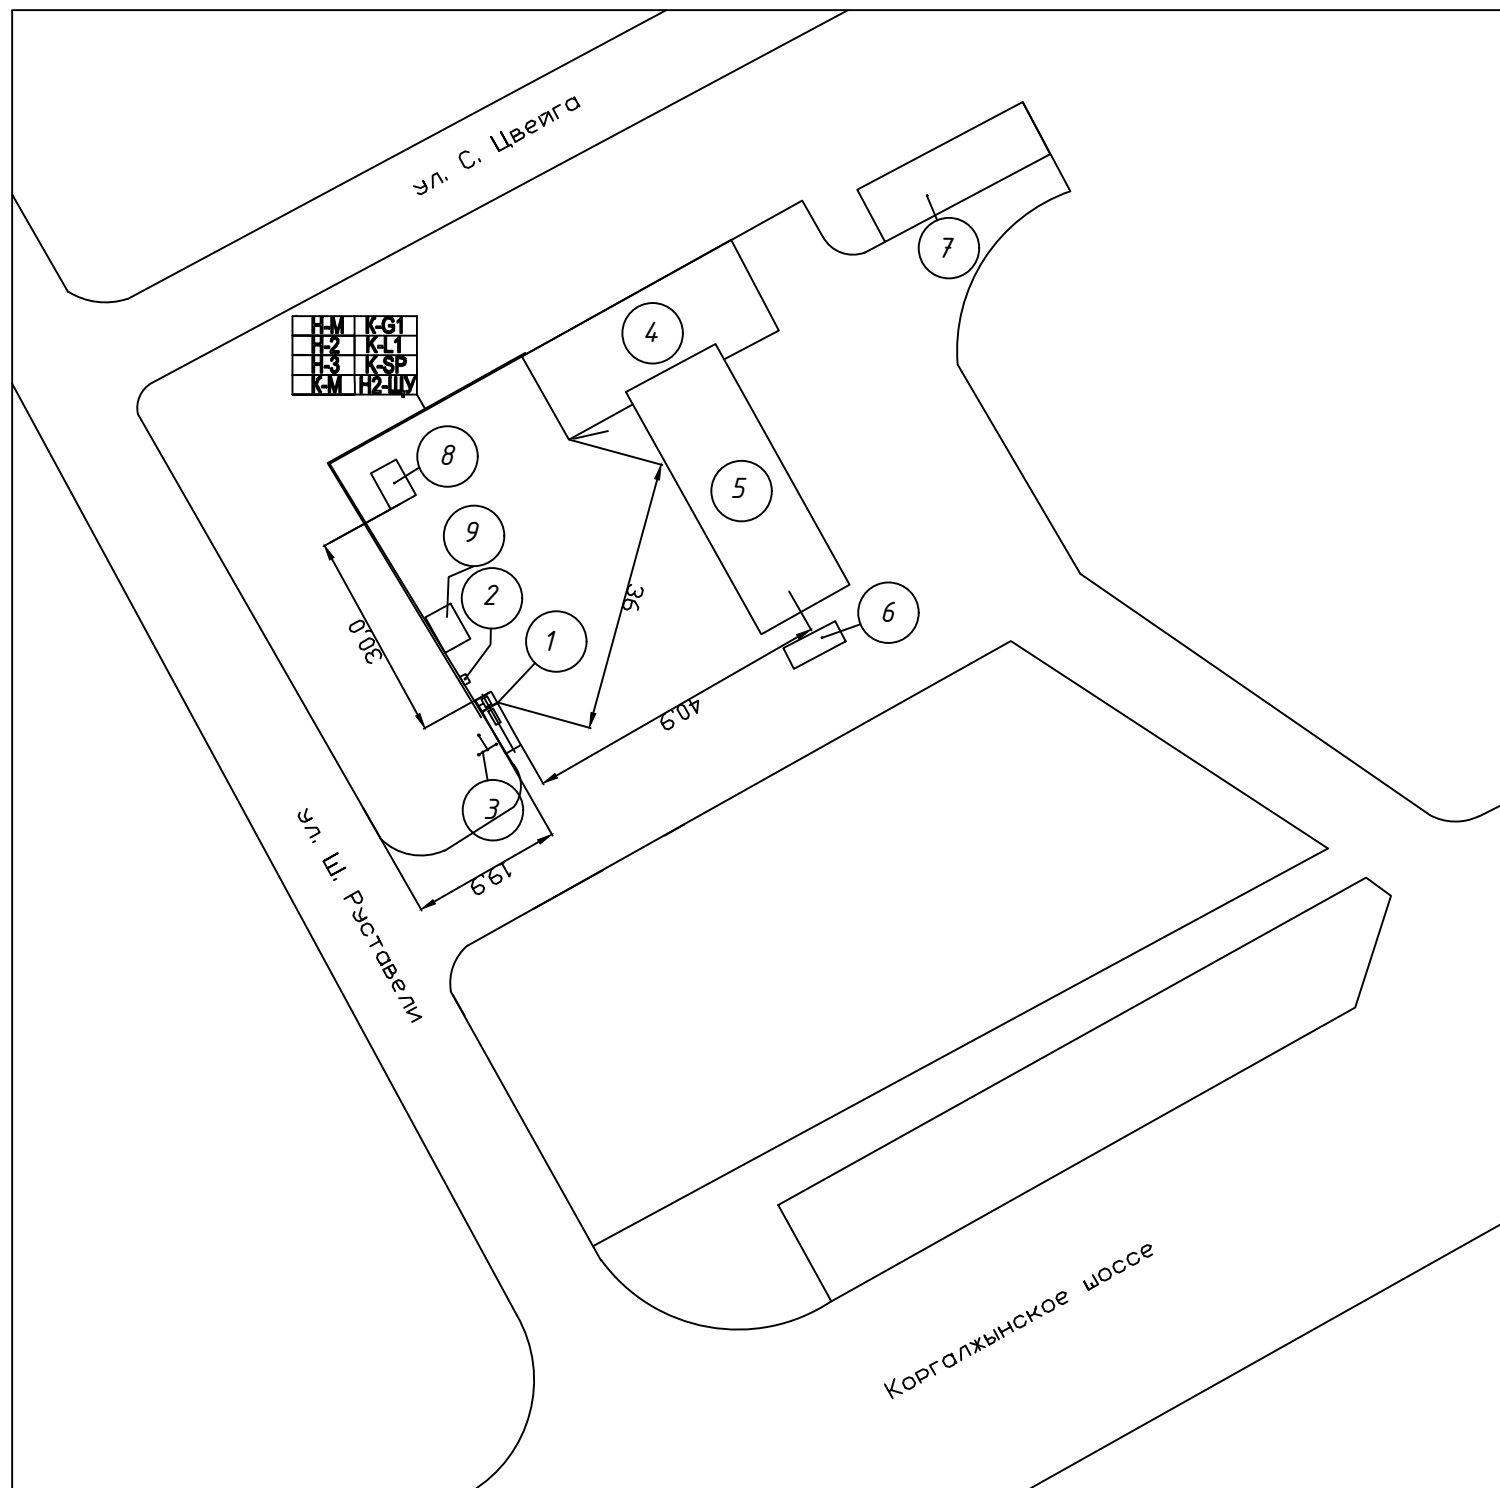 ул. С. Цвейга
7
4
Н-М К-G1
Н-2 К-L1
Н-3 К-SP
К-М Н2-ЩУ
8
5
9
2
36
6
1
30,0
40,9
3
19,9
ул. Ш. Руставели
Коргалжынское шоссе